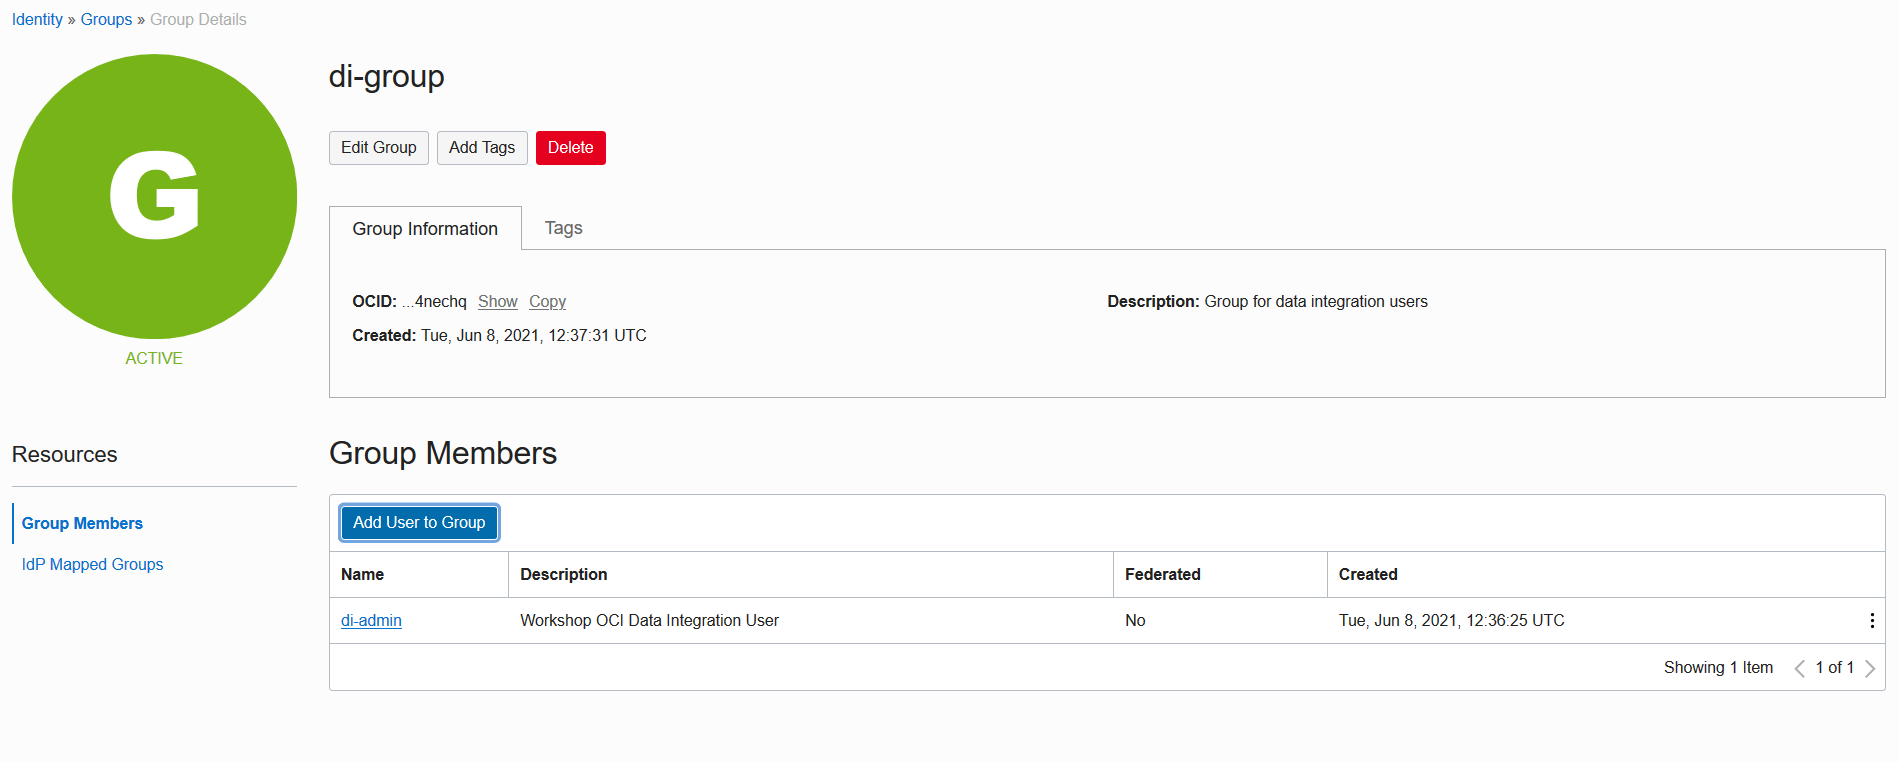 Identity » Groups » Group Details
G
ACTIVE
di-group
Edit Group Add Tags Delete
Group Information Tags
OCID: ...4nechq Show Copy Description: Group for data integration users
Created: Tue, Jun 8, 2021, 12:37:31 UTC
Resources
Group Members
IdP Mapped Groups
Group Members
Add User to Group
Name Description Federated Created
di-admin Workshop OCI Data Integration User No Tue, Jun 8, 2021, 12:36:25 UTC
Showing 1 Item 1 of 1